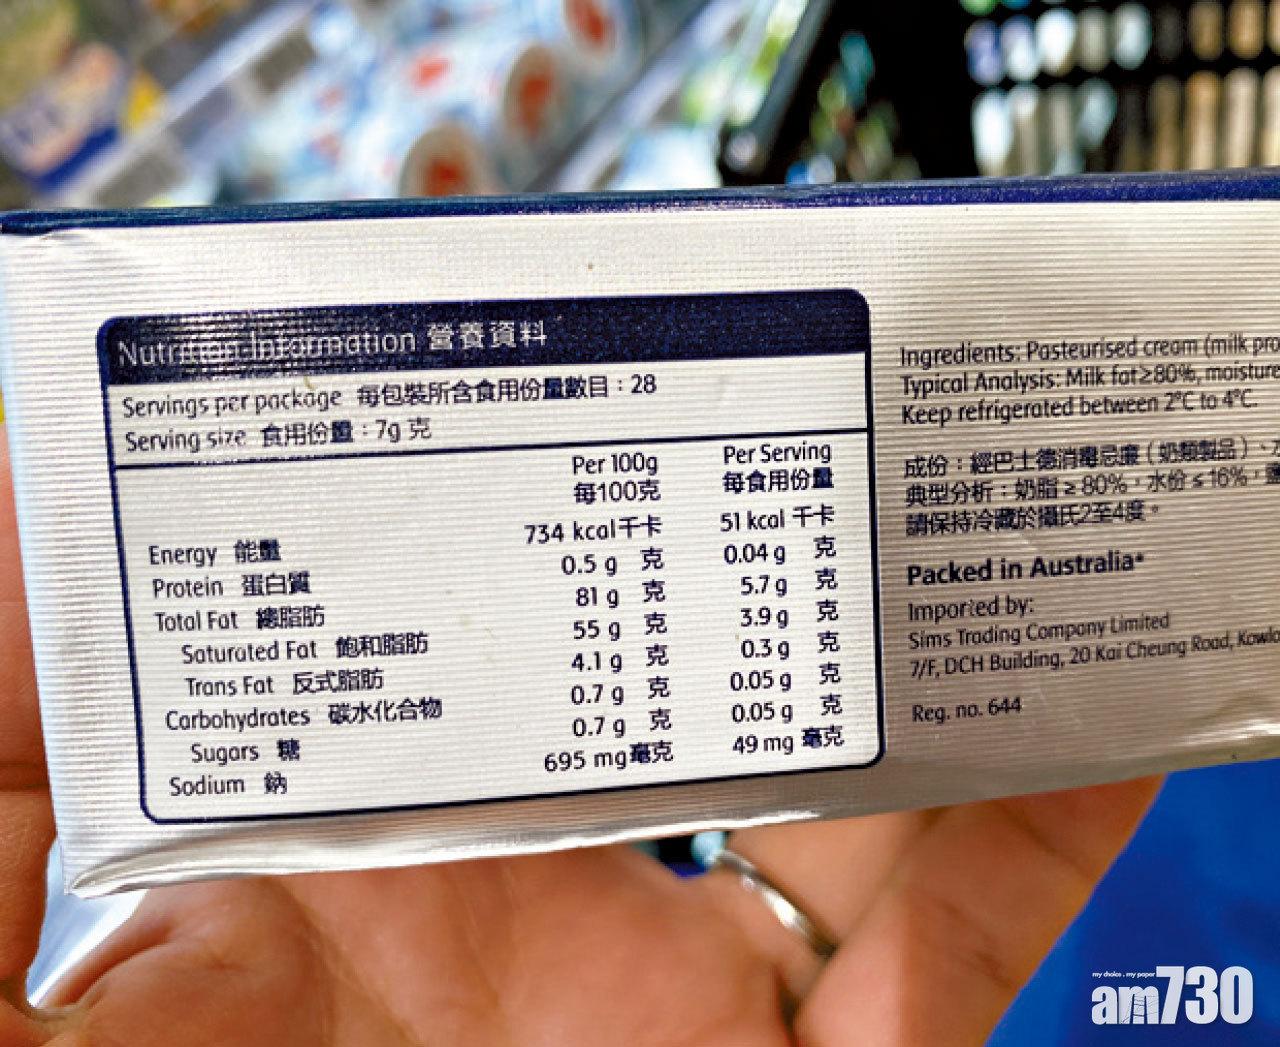 Nutrition Information 營養資料
Servings per package 每包裝所含食用份量數目：28
Serving size 食用份量：7g 克
Per 100g Per Serving
每100克 每食用份量
Energy 能量 734 kcal千卡 51 kcal 千卡
Protein 蛋白質 0.5 g 克 0.04 g 克
Total Fat 總脂肪 81 g 克 5.7 g 克
Saturated Fat 飽和脂肪 55 g 克 3.9 g 克
Trans Fat 反式脂肪 4.1 g 克 0.3 g 克
Carbohydrates 碳水化合物 0.7 g 克 0.05 g 克
Sugars 糖 0.7 g 克 0.05 g 克
Sodium 鈉 695 mg毫克 49 mg 毫克
Ingredients: Pasteurised cream (milk pro
Typical Analysis: Milk fat≥80%, moisture
Keep refrigerated between 2°C to 4°C.
成份：經巴士德消毒忌廉（奶類製品）、
典型分析：奶脂≥80%，水份≤16%，
請保持冷藏於攝氏2至4度。
Packed in Australia*
Imported by:
Sims Trading Company Limited
7/F, DCH Building, 20 Kai Cheung Road, Kowlo
Reg. no. 644
my choice . my paper
am730